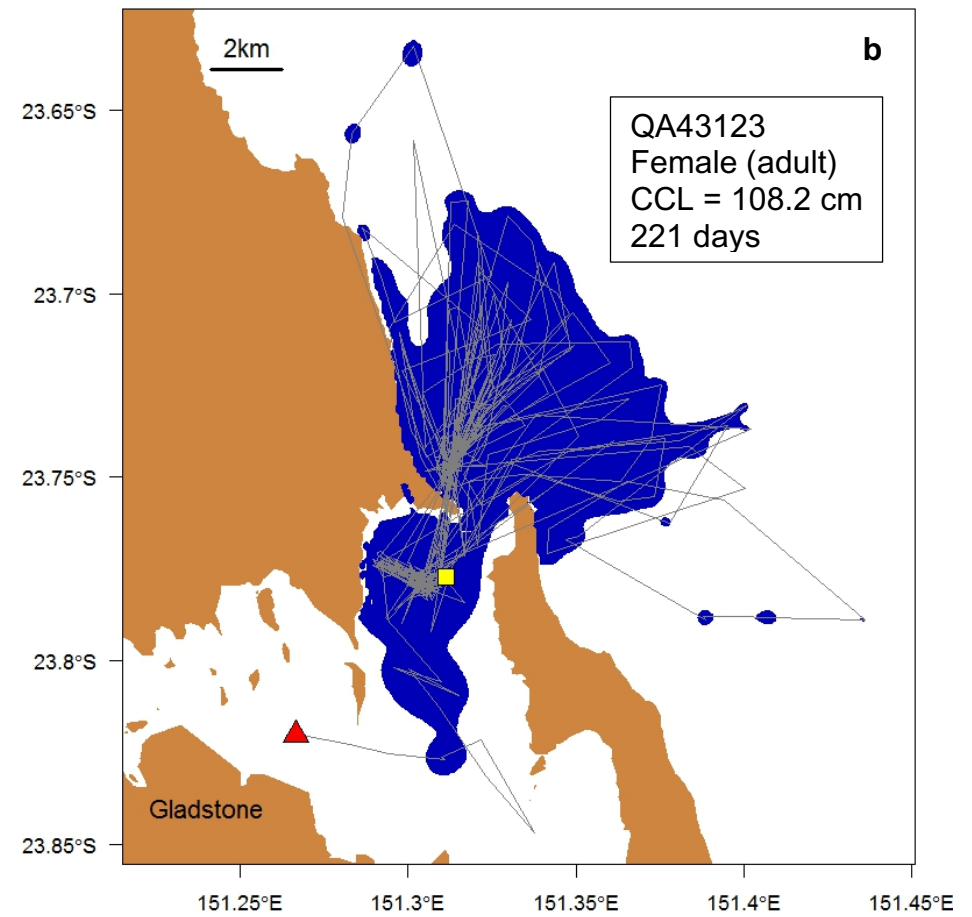 2km
b
QA43123
Female (adult)
CCL = 108.2 cm
221 days
23.65°S
23.7°S
23.75°S
23.8°S
23.85°S
Gladstone
151.25°E
151.3°E
151.35°E
151.4°E
151.45°E